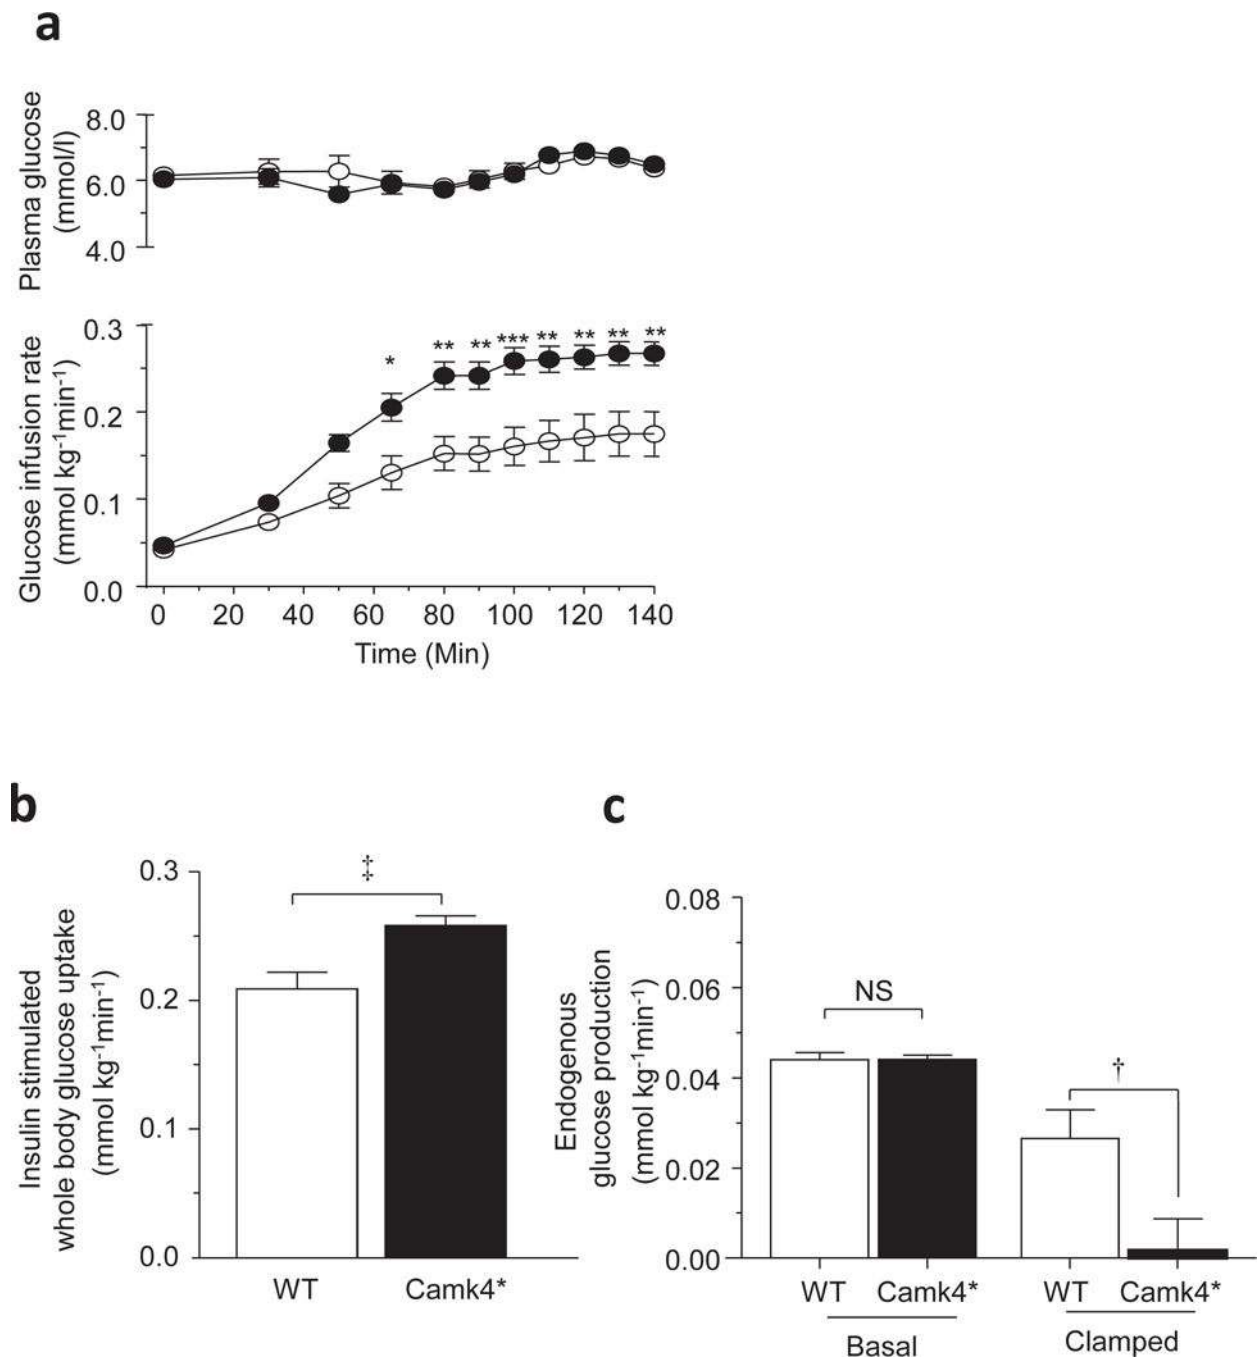 a
Plasma glucose
(mmol/l)
8.0
6.0
4.0
Glucose infusion rate
(mmol kg⁻¹min⁻¹)
0.3
0.2
0.1
0.0
* ** ** *** ** ** ** **
0 20 40 60 80 100 120 140
Time (Min)
b
Insulin stimulated
whole body glucose uptake
(mmol kg⁻¹min⁻¹)
0.3
0.2
0.1
0.0
‡
WT Camk4*
c
Endogenous
glucose production
(mmol kg⁻¹min⁻¹)
0.08
0.06
0.04
0.02
0.00
NS
†
WT Camk4* WT Camk4*
Basal Clamped